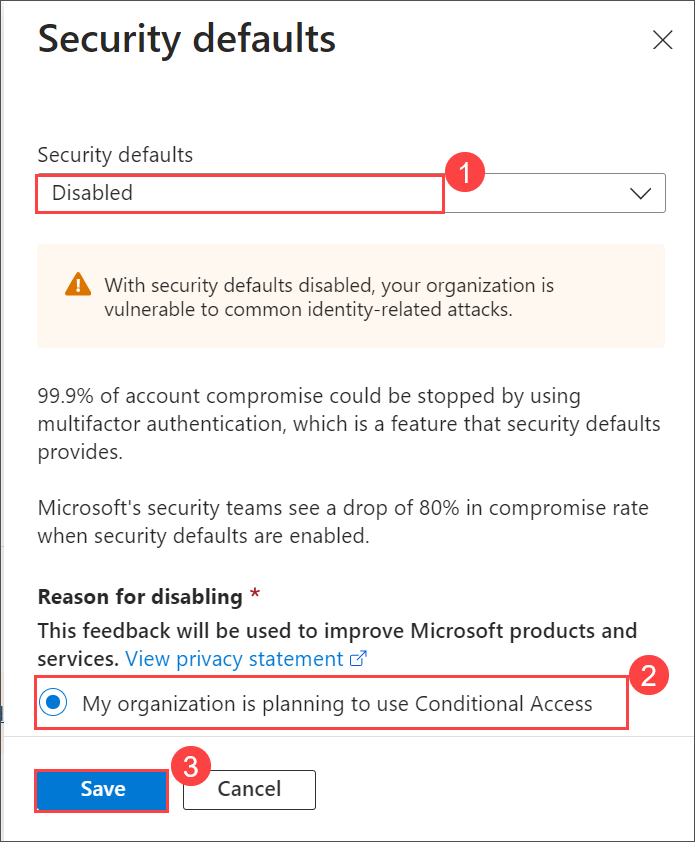 Security defaults
Security defaults
1
Disabled
With security defaults disabled, your organization is
vulnerable to common identity-related attacks.
99.9% of account compromise could be stopped by using
multifactor authentication, which is a feature that security defaults
provides.
Microsoft's security teams see a drop of 80% in compromise rate
when security defaults are enabled.
Reason for disabling *
This feedback will be used to improve Microsoft products and
services. View privacy statement
2
My organization is planning to use Conditional Access
3
Save Cancel